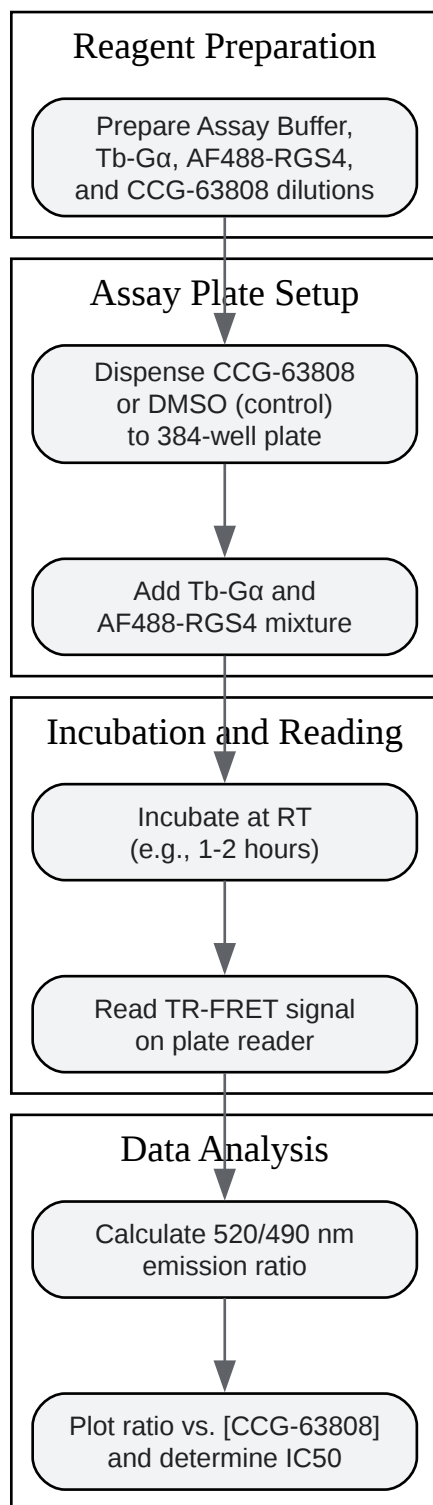 Reagent Preparation
Prepare Assay Buffer,
Tb-Gα, AF488-RGS4,
and CCG-63808 dilutions
Assay Plate Setup
Dispense CCG-63808
or DMSO (control)
to 384-well plate
Add Tb-Gα and
AF488-RGS4 mixture
Incubation and Reading
Incubate at RT
(e.g., 1-2 hours)
Read TR-FRET signal
on plate reader
Data Analysis
Calculate 520/490 nm
emission ratio
Plot ratio vs. [CCG-63808]
and determine IC50